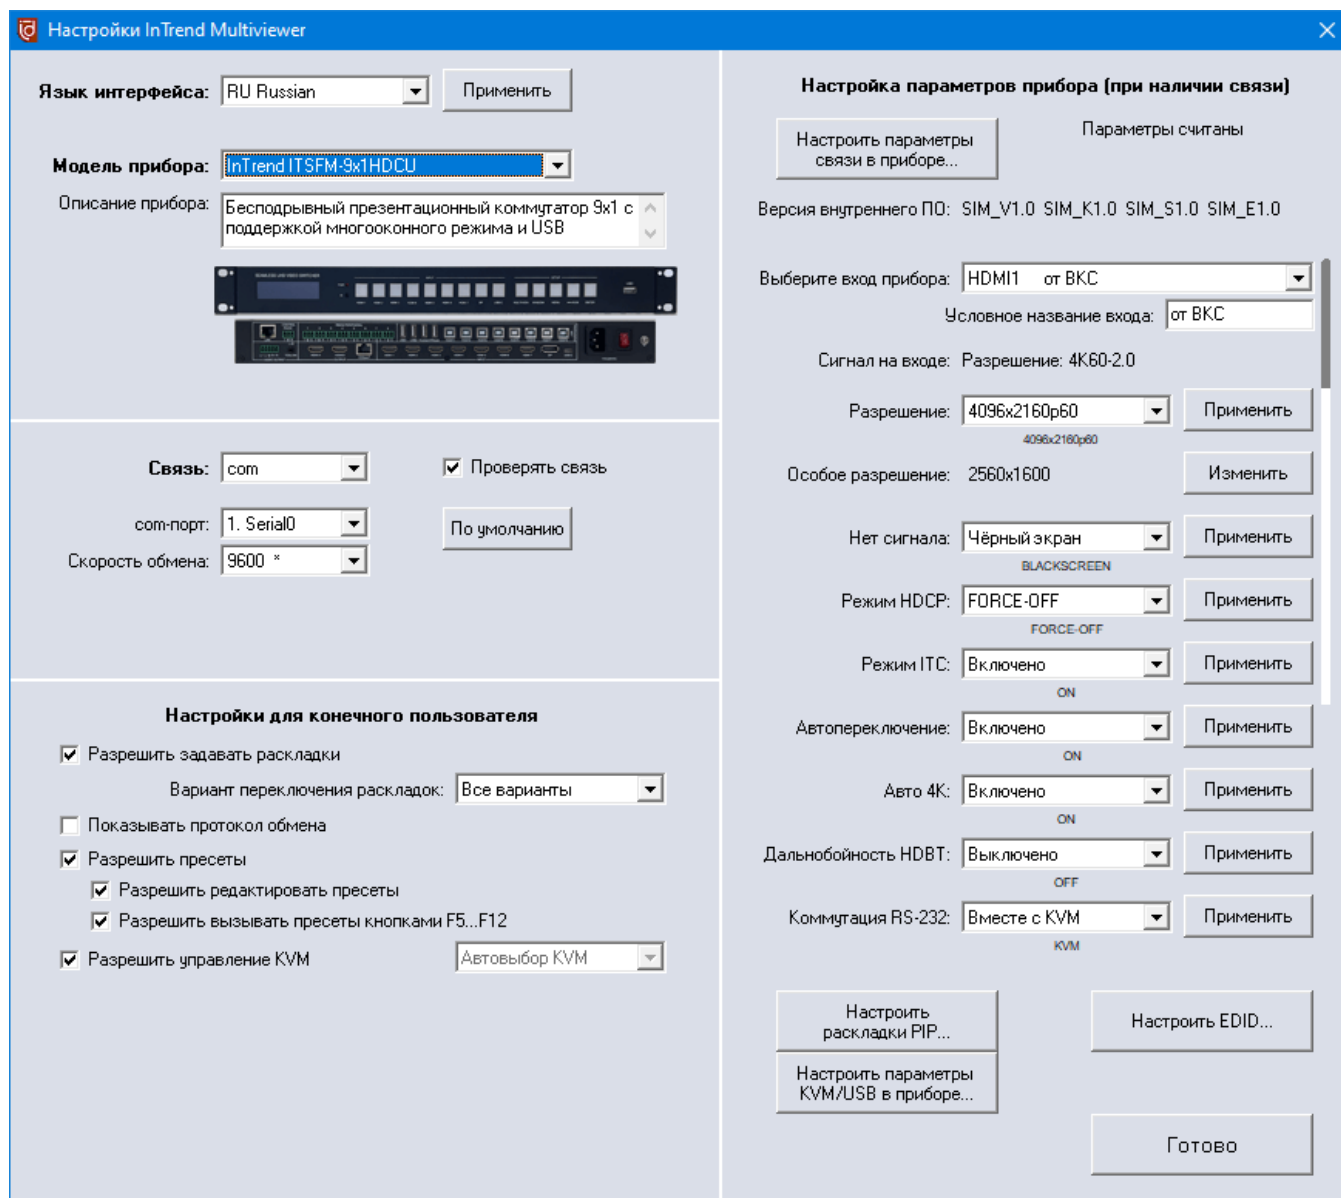 Настройки InTrend Multiviewer
Язык интерфейса: RU Russian Применить
Модель прибора: InTrend ITSFM-9x1HDCU
Описание прибора: Бесподрывный презентационный коммутатор 9x1 с
поддержкой многооконного режима и USB
Связь: com Проверять связь
com-порт: 1. Serial0 По умолчанию
Скорость обмена: 9600 *
Настройки для конечного пользователя
Разрешить задавать раскладки
Вариант переключения раскладок: Все варианты
Показывать протокол обмена
Разрешить пресеты
Разрешить редактировать пресеты
Разрешить вызывать пресеты кнопками F5...F12
Разрешить управление KVM Автовыбор KVM
Настройка параметров прибора (при наличии связи)
Настроить параметры
связи в приборе...
Параметры считаны
Версия внутреннего ПО: SIM_V1.0 SIM_K1.0 SIM_S1.0 SIM_E1.0
Выберите вход прибора: HDMI1 от ВКС
Условное название входа: от ВКС
Сигнал на входе: Разрешение: 4K60-2.0
Разрешение: 4096x2160p60 Применить
4096x2160p60
Особое разрешение: 2560x1600 Изменить
Нет сигнала: Чёрный экран Применить
BLACKSCREEN
Режим HDCP: FORCE-OFF Применить
FORCE-OFF
Режим ITC: Включено Применить
ON
Автопереключение: Включено Применить
ON
Авто 4K: Включено Применить
ON
Дальнобойность HDBT: Выключено Применить
OFF
Коммутация RS-232: Вместе с KVM Применить
KVM
Настроить
раскладки PIP...
Настроить EDID...
Настроить параметры
KVM/USB в приборе...
Готово